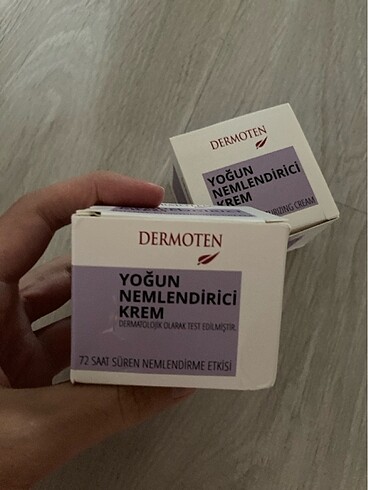 DERMOTEN
YOĞUN
NEMLENDİRİCİ
KREM
DERMOTEN
YOĞUN
NEMLENDİRİCİ
KREM
DERMATOLOJİK OLARAK TEST EDİLMİŞTİR.
72 SAAT SÜREN NEMLENDİRME ETKİSİ